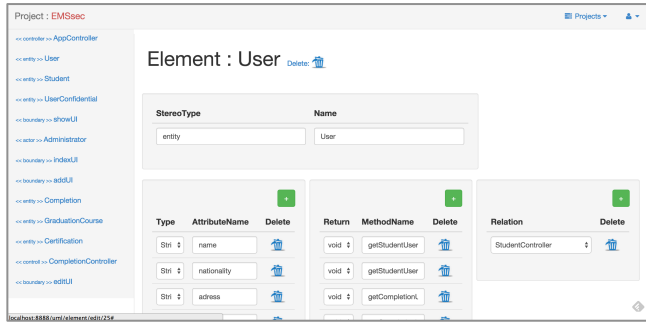 Project : EMSsec
Projects
<< controller >> AppController
<< entity >> User
<< entity >> Student
<< entity >> UserConfidential
<< boundary >> showUI
<< actor >> Administrator
<< boundary >> indexUI
<< boundary >> addUI
<< entity >> Completion
<< entity >> GraduationCourse
<< entity >> Certification
<< controll >> CompletionController
<< boundary >> editUI
localhost:8888/uml/element/edit/25#
Element : User Delete:
StereoType Name
entity User
+
Type AttributeName Delete
Stri name
Stri nationality
Stri adress
+
Return MethodName Delete
void getStudentUser
void getStudentUser
void getCompletionL
+
Relation Delete
StudentController